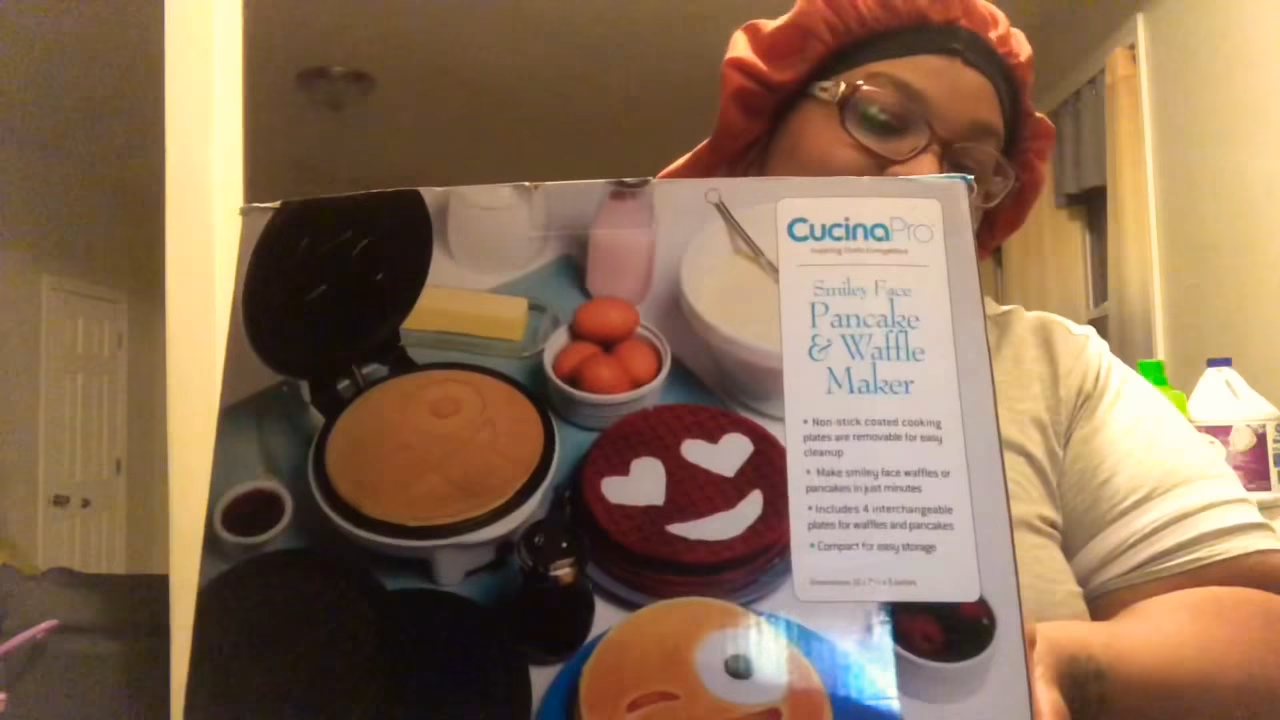 CucinaPro
Smiley Face
Pancake
& Waffle
Maker
• Non-stick coated cooking
plates are removable for easy
cleanup
• Make smiley face waffles or
pancakes in just minutes
• Includes 4 interchangeable
plates for waffles and pancakes
• Compact for easy storage